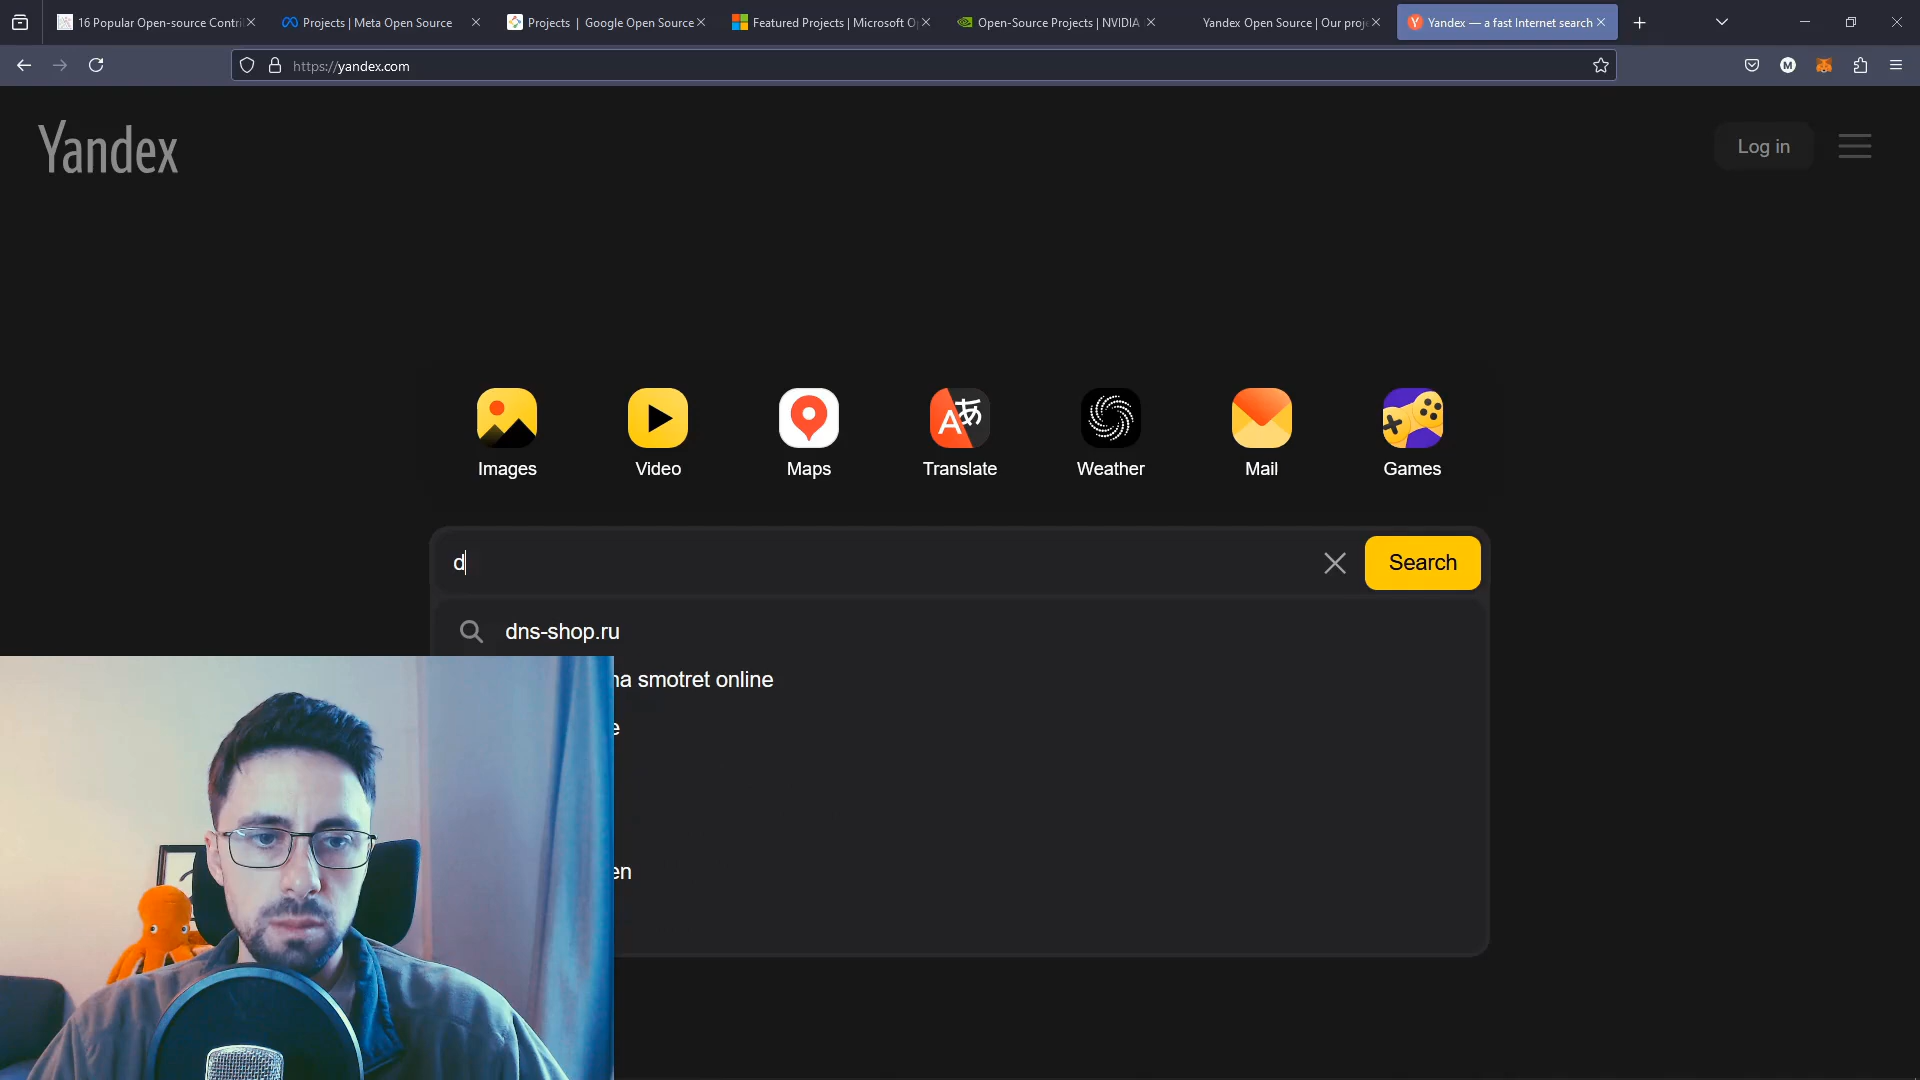 16 Popular Open-source Contri
Projects | Meta Open Source
Projects | Google Open Source
Featured Projects | Microsoft O
Open-Source Projects | NVIDIA
Yandex Open Source | Our proj
Yandex — a fast Internet search
https://yandex.com
M
Yandex
Log in
Images
Video
Maps
Translate
Weather
Mail
Games
d
Search
dns-shop.ru
na smotret online
e
en